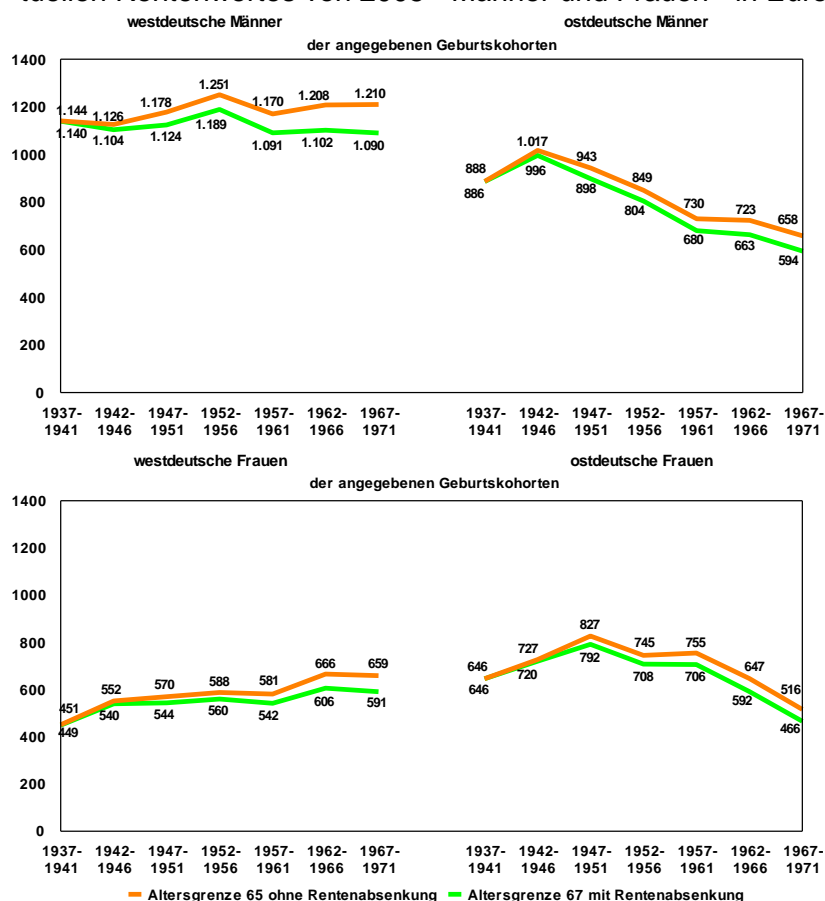 tuellen Rentenwertes von
Männer und Frauen - in Euro
westdeutsche Männer ostdeutsche Männer
der angegebenen Geburtskohorten
1400
1200
1000
800
600
400
200
0
1.144 1.126 1.178 1.251 1.170 1.208 1.210
1.140 1.104 1.124 1.189 1.091 1.102 1.090
888 1.017 943 849 730 723 658
886 996 898 804 680 663 594
1937- 1942- 1947- 1952- 1957- 1962- 1967- 1937- 1942- 1947- 1952- 1957- 1962- 1967-
1941 1946 1951 1956 1961 1966 1971 1941 1946 1951 1956 1961 1966 1971
westdeutsche Frauen ostdeutsche Frauen
der angegebenen Geburtskohorten
1400
1200
1000
800
600
400
200
0
451 552 570 588 581 666 659
449 540 544 560 542 606 591
646 727 827 745 755 647 516
646 720 792 708 706 592 466
1937- 1942- 1947- 1952- 1957- 1962- 1967- 1937- 1942- 1947- 1952- 1957- 1962- 1967-
1941 1946 1951 1956 1961 1966 1971 1941 1946 1951 1956 1961 1966 1971
Altersgrenze 65 ohne Rentenabsenkung Altersgrenze 67 mit Rentenabsenkung